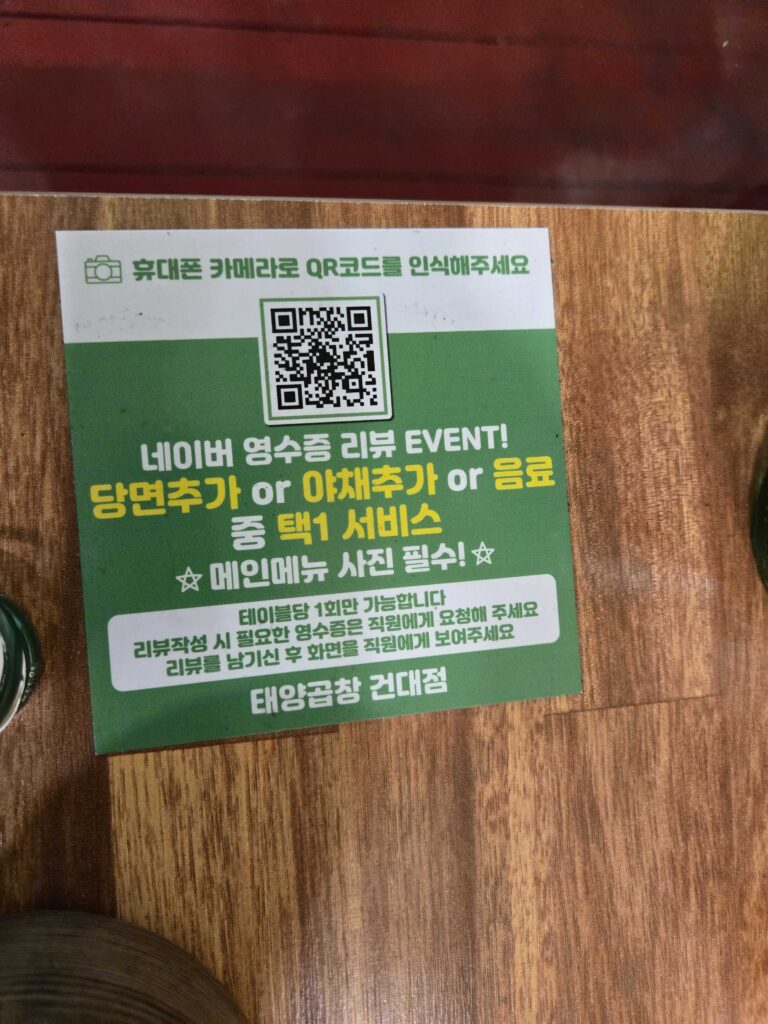 휴대폰 카메라로 QR코드를 인식해주세요
네이버 영수증 리뷰 EVENT!
당면추가 or 야채추가 or 음료
중 택1 서비스
☆메인메뉴 사진 필수!☆
테이블당 1회만 가능합니다
리뷰작성 시 필요한 영수증은 직원에게 요청해 주세요
리뷰를 남기신 후 화면을 직원에게 보여주세요
태양곱창 건대점